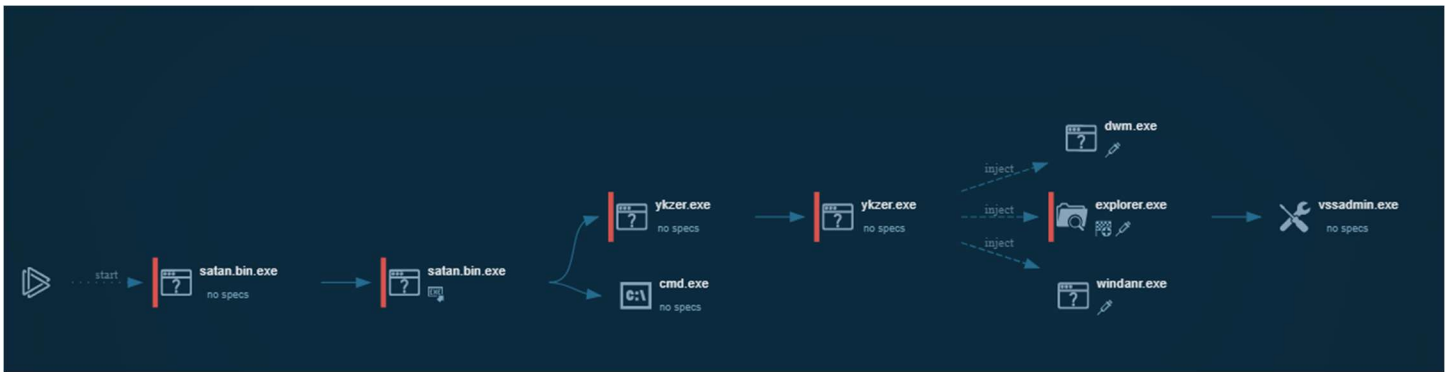 start
satan.bin.exe
no specs
satan.bin.exe
EXE
ykzer.exe
no specs
C:\
cmd.exe
no specs
ykzer.exe
no specs
inject
dwm.exe
inject
explorer.exe
inject
windanr.exe
vssadmin.exe
no specs